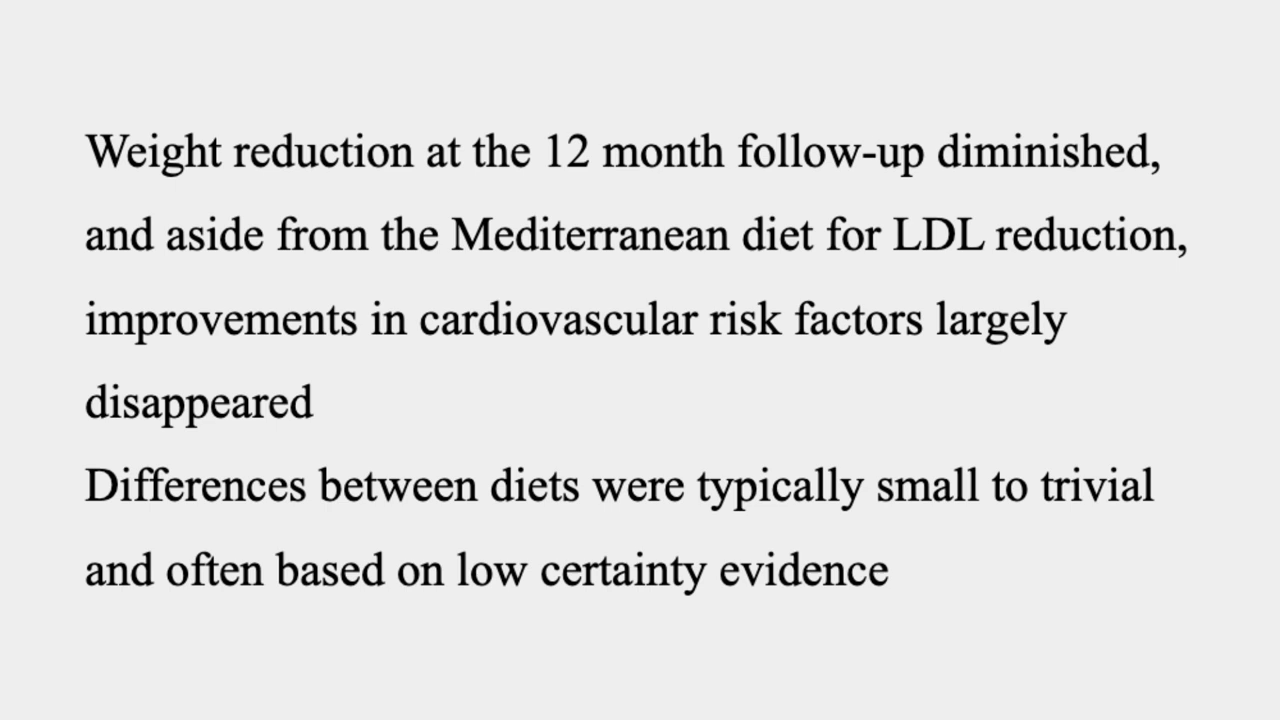 Weight reduction at the 12 month follow-up diminished,
and aside from the Mediterranean diet for LDL reduction,
improvements in cardiovascular risk factors largely
disappeared
Differences between diets were typically small to trivial
and often based on low certainty evidence